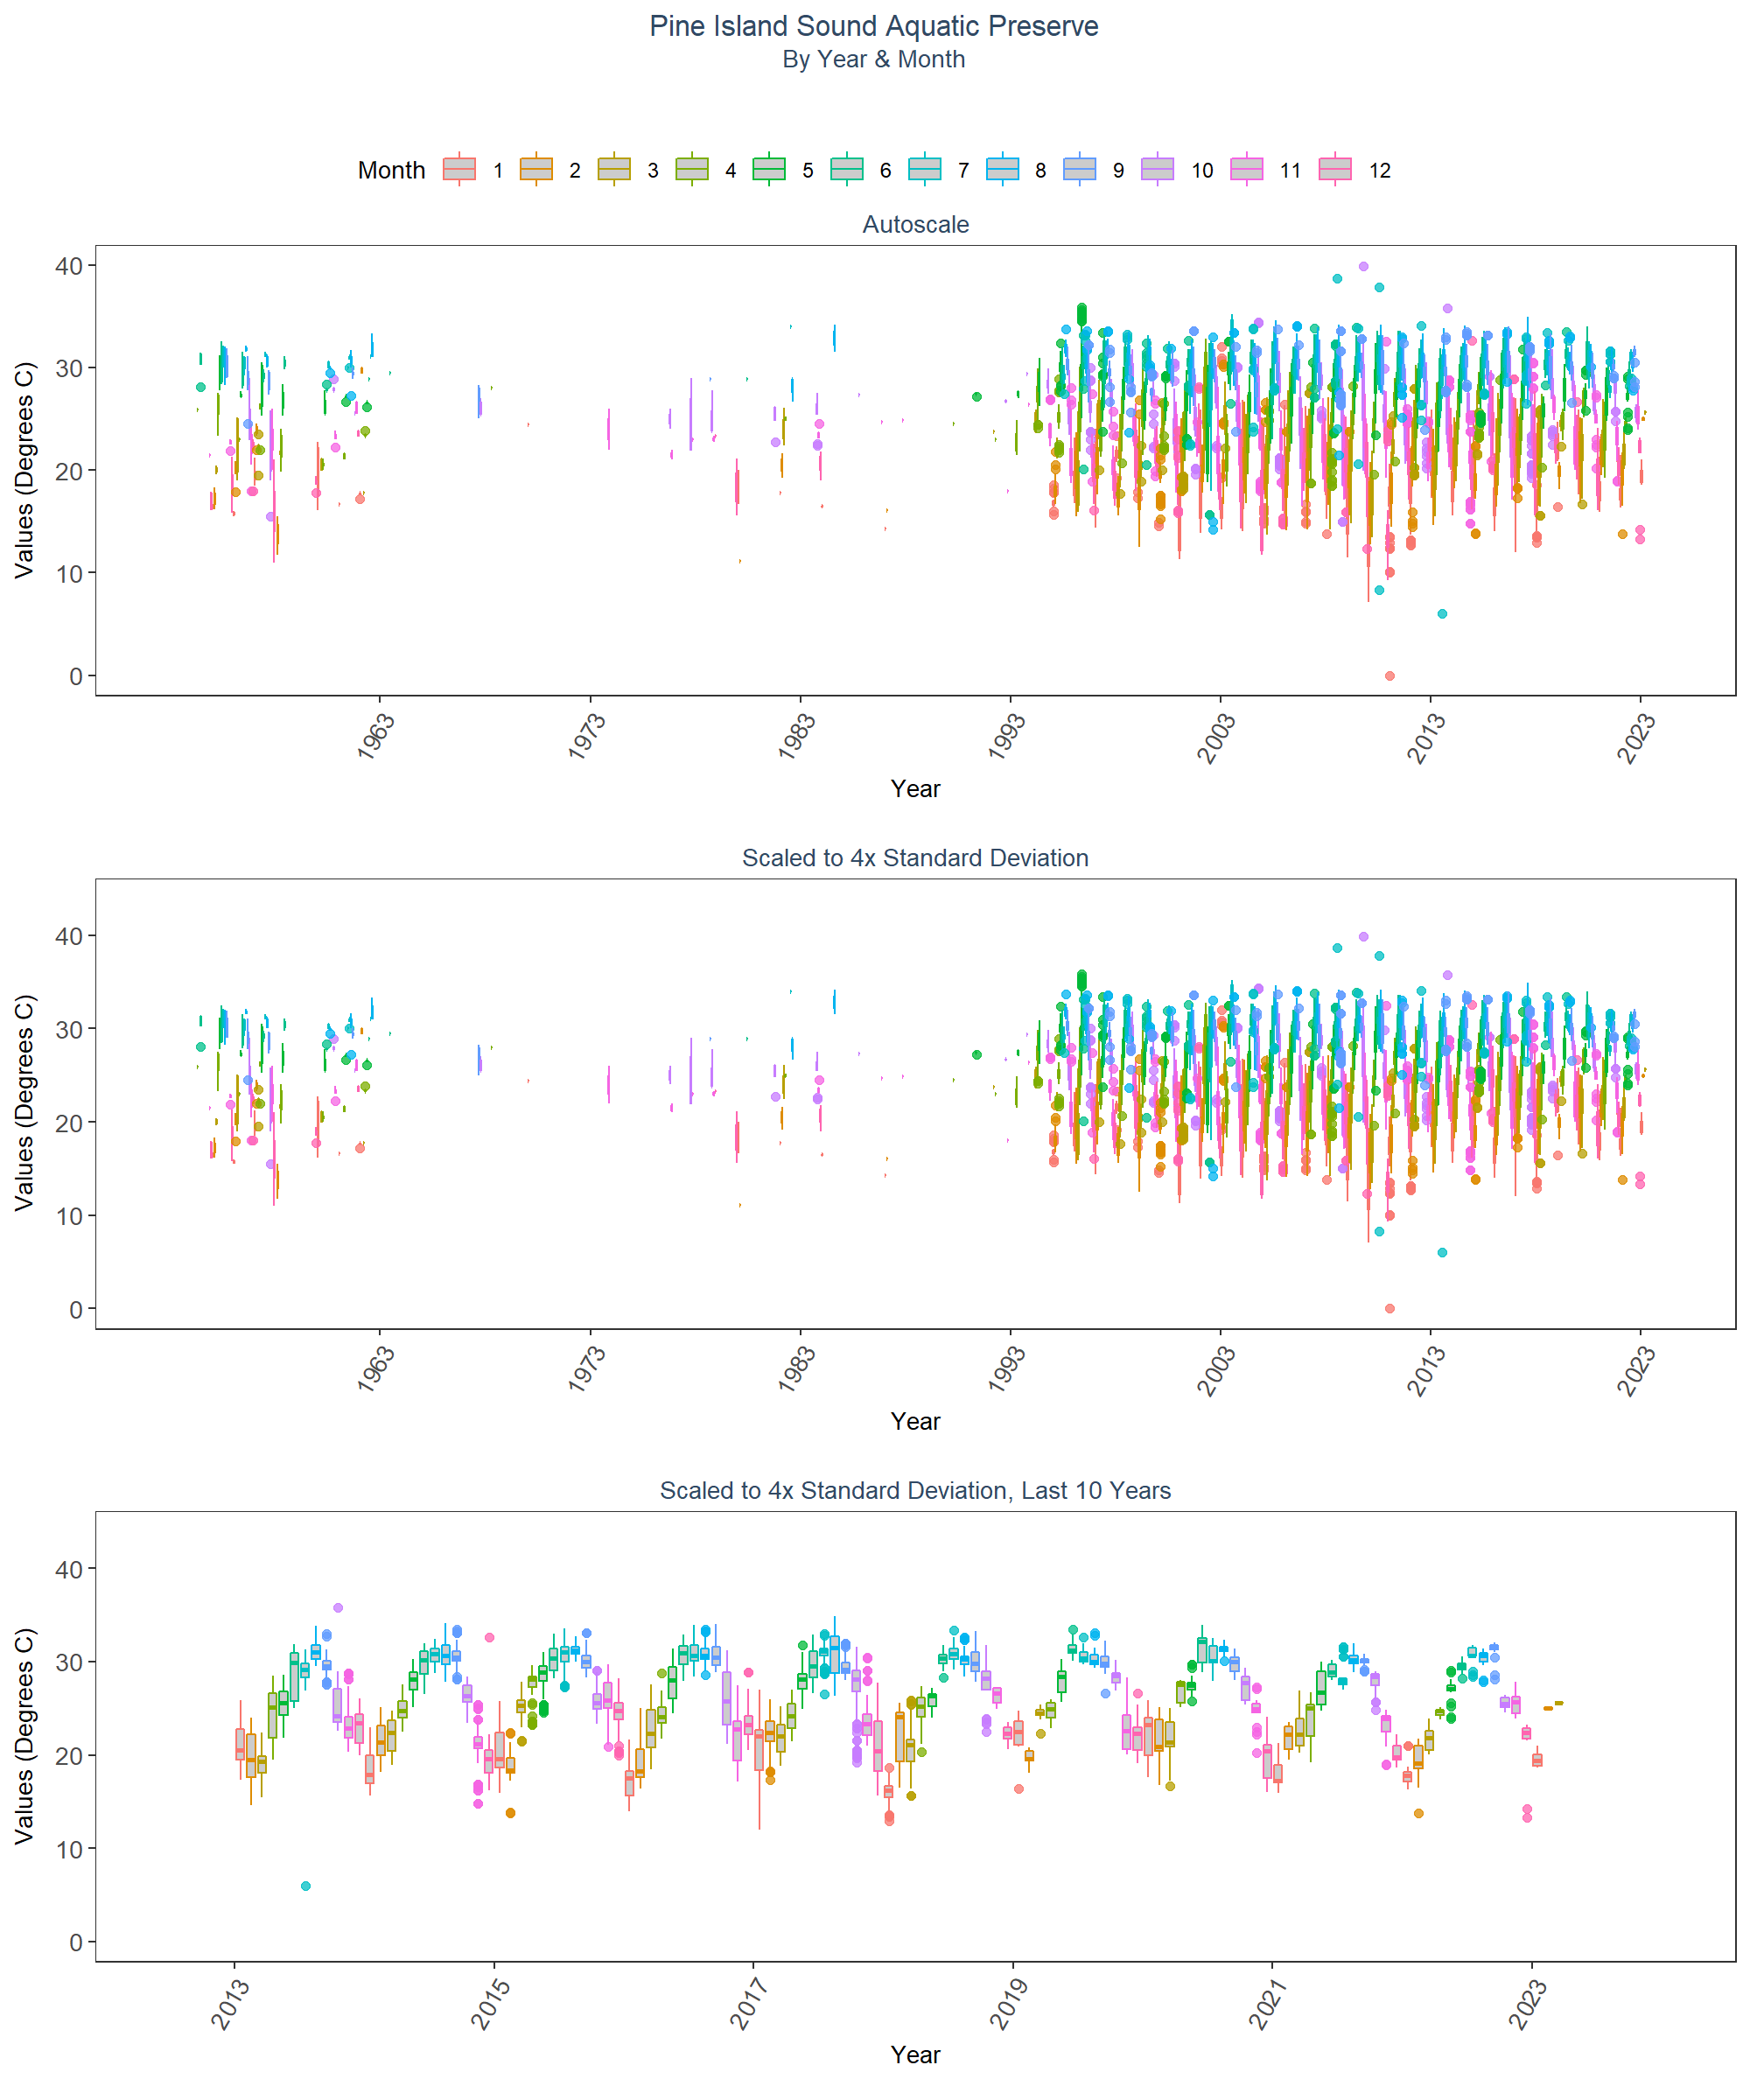 Pine Island Sound Aquatic Preserve
By Year & Month
Month 1 2 3 4 5 6 7 8 9 10 11 12
Autoscale
Values (Degrees C)
40
30
20
10
0
1963 1973 1983 1993 2003 2013 2023
Year
Scaled to 4x Standard Deviation
Values (Degrees C)
40
30
20
10
0
1963 1973 1983 1993 2003 2013 2023
Year
Scaled to 4x Standard Deviation, Last 10 Years
Values (Degrees C)
40
30
20
10
0
2013 2015 2017 2019 2021 2023
Year